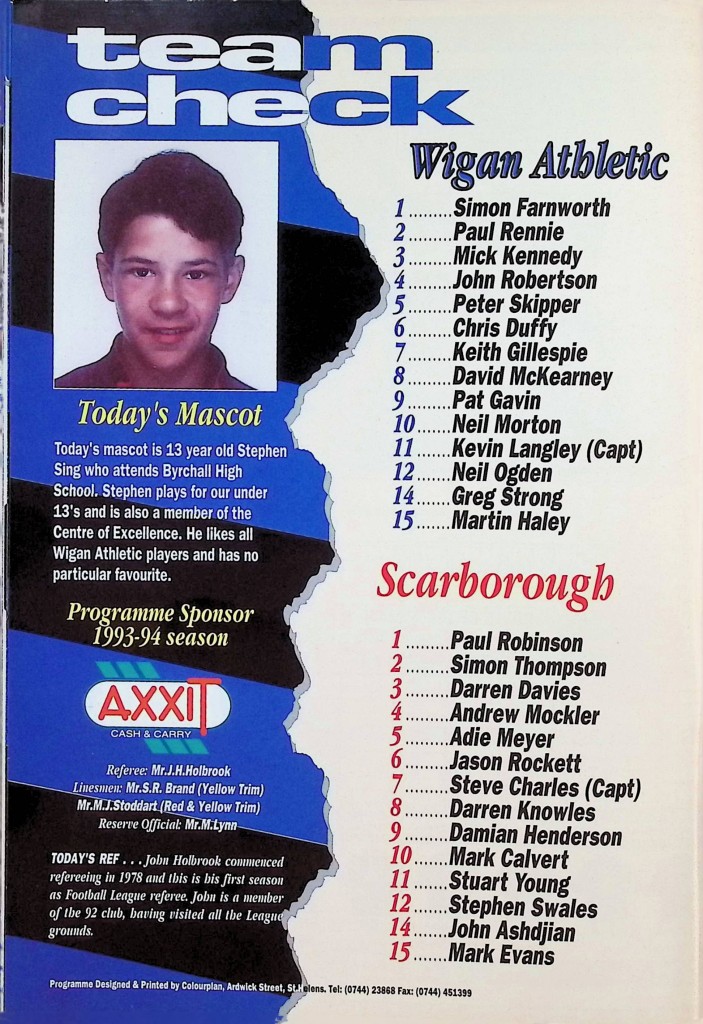 team
check
Today's Mascot
Today's mascot is 13 year old Stephen
Sing who attends Byrchall High
School. Stephen plays for our under
13's and is also a member of the
Centre of Excellence. He likes all
Wigan Athletic players and has no
particular favourite.
Programme Sponsor
1993-94 season
AXXIT
CASH & CARRY
Referee: Mr.J.H.Holbrook
Linesmen: Mr.S.R. Brand (Yellow Trim)
Mr.M.J.Stoddart (Red & Yellow Trim)
Reserve Official: Mr.M.Lynn
TODAY'S REF . . . John Holbrook commenced
refereeing in 1978 and this is his first season
as Football League referee. John is a member
of the 92 club, having visited all the League
grounds.
Wigan Athletic
1.........Simon Farnworth
2.........Paul Rennie
3.........Mick Kennedy
4.........John Robertson
5.........Peter Skipper
6.........Chris Duffy
7.........Keith Gillespie
8.........David McKearney
9.........Pat Gavin
10.......Neil Morton
11.......Kevin Langley (Capt)
12.......Neil Ogden
14.......Greg Strong
15.......Martin Haley
Scarborough
1.........Paul Robinson
2.........Simon Thompson
3.........Darren Davies
4.........Andrew Mockler
5.........Adie Meyer
6.........Jason Rockett
7.........Steve Charles (Capt)
8.........Darren Knowles
9.........Damian Henderson
10.......Mark Calvert
11.......Stuart Young
12.......Stephen Swales
14.......John Ashdjian
15.......Mark Evans
Programme Designed & Printed by Colourplan, Ardwick Street, St.Helens. Tel: (0744) 23868 Fax: (0744) 451399